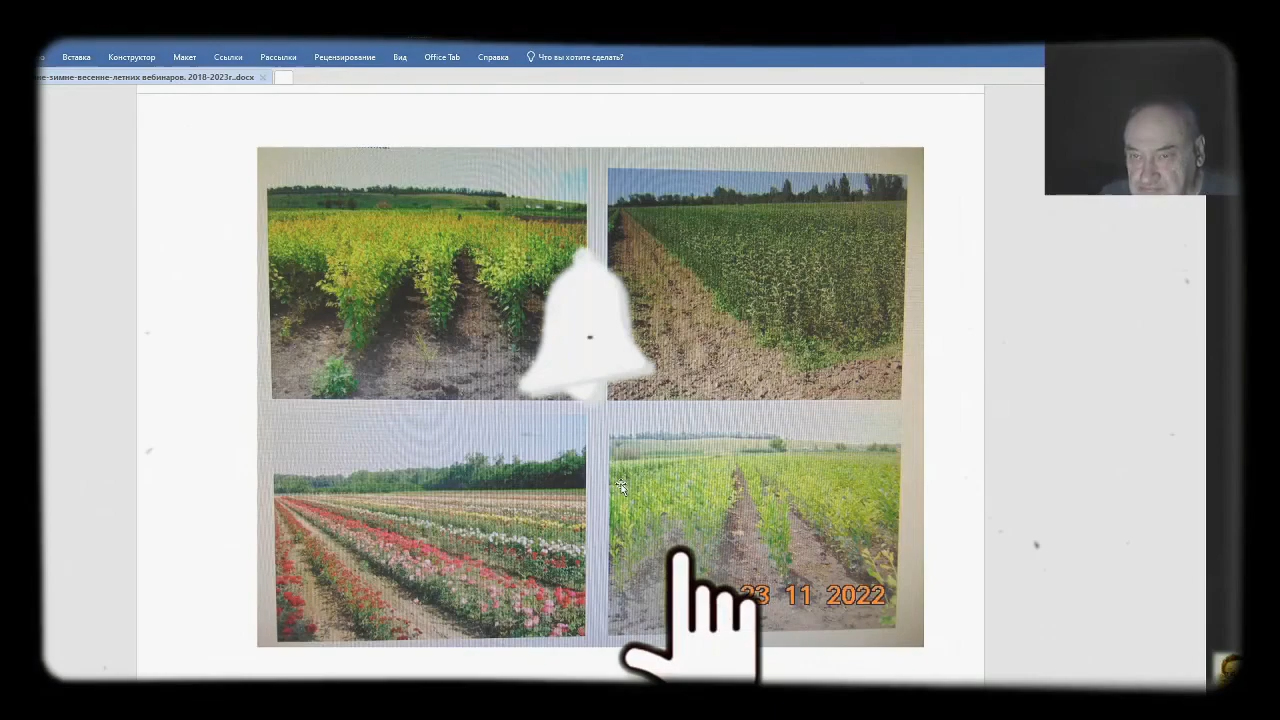 Вставка Конструктор Макет Ссылки Рассылки Рецензирование Вид Office Tab Справка Что вы хотите сделать?
не-зимне-весенне-летних вебинаров. 2018-2023г..docx
23 11 2022